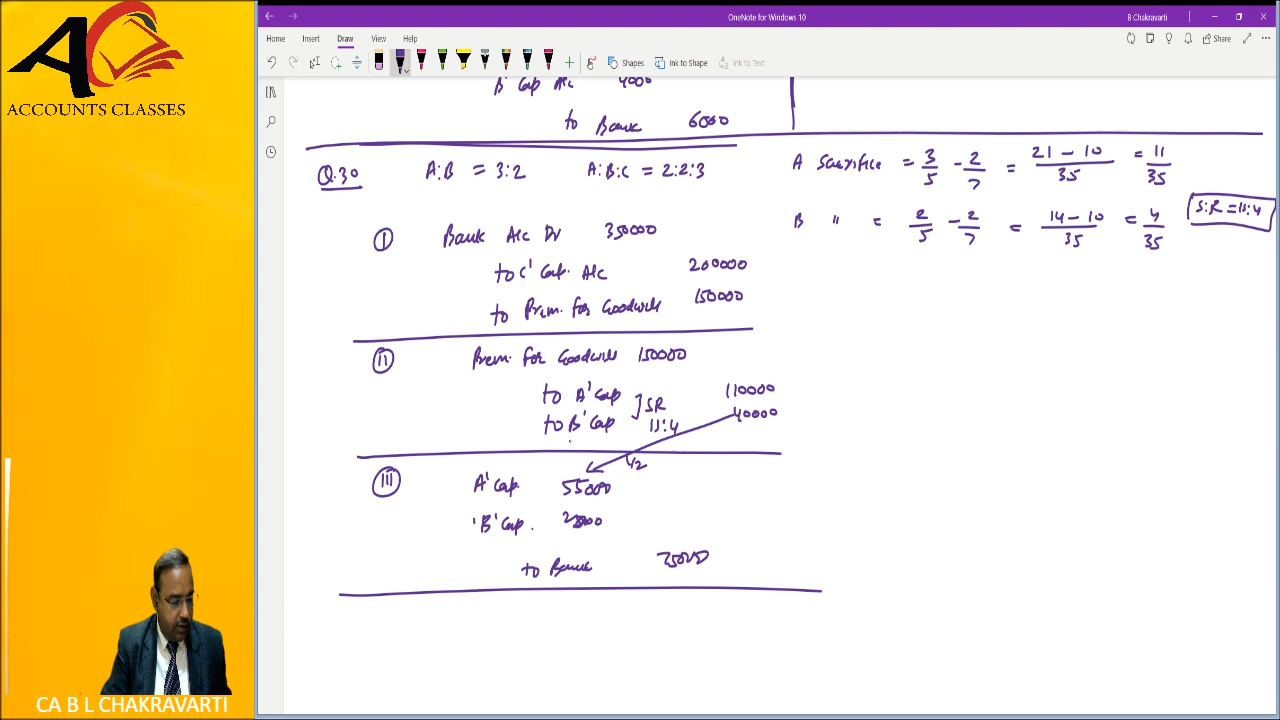 AC
ACCOUNTS CLASSES
OneNote for Windows 10
B Chakravarti
Home Insert Draw View Help
Share
Shapes Ink to Shape Ink to Text
B' Cap A/c 4000
to Bank 6000
Q.30 A:B = 3:2 A:B:C = 2:2:3
A Sacrifice = 3/5 - 2/7 = 21 - 10/35 = 11/35
B " = 2/5 - 2/7 = 14 - 10/35 = 4/35
S:R = 11:4
I Bank A/c Dr 350000
to C' Cap. A/c 200000
to Prem. for Goodwill 150000
II Prem. for Goodwill 150000
to A' Cap ] SR 110000
to B' Cap 11:4 40000
1/2
III A' Cap. 55000
'B' Cap.
to Bank 75000
CA B L CHAKRAVARTI